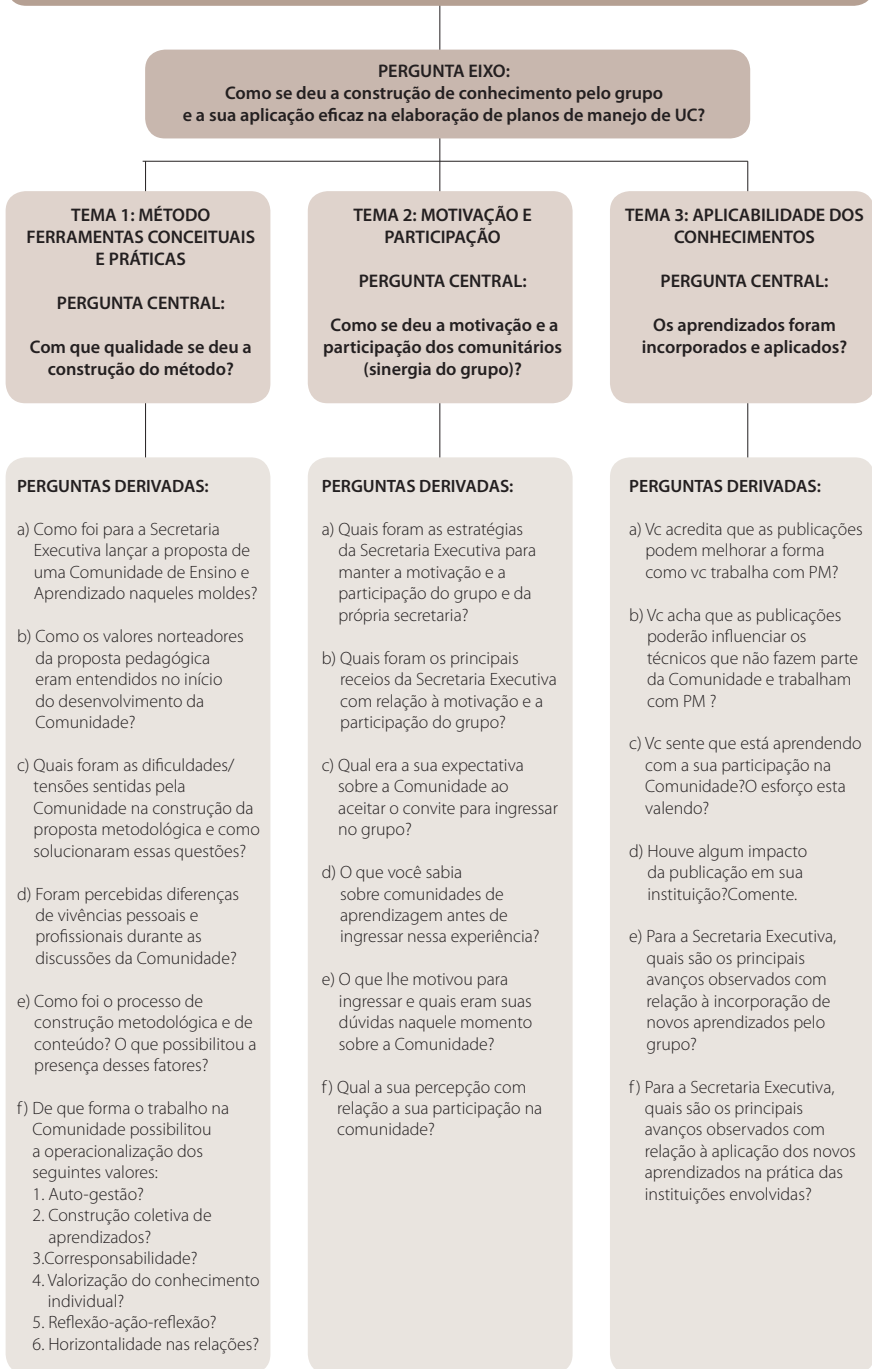 PERGUNTA EIXO:
Como se deu a construção de conhecimento pelo grupo
e a sua aplicação eficaz na elaboração de planos de manejo de UC?
TEMA 1: MÉTODO
FERRAMENTAS CONCEITUAIS
E PRÁTICAS
PERGUNTA CENTRAL:
Com que qualidade se deu a
construção do método?
TEMA 2: MOTIVAÇÃO E
PARTICIPAÇÃO
PERGUNTA CENTRAL:
Como se deu a motivação e a
participação dos comunitários
(sinergia do grupo)?
TEMA 3: APLICABILIDADE DOS
CONHECIMENTOS
PERGUNTA CENTRAL:
Os aprendizados foram
incorporados e aplicados?
PERGUNTAS DERIVADAS:
a) Como foi para a Secretaria
Executiva lançar a proposta de
uma Comunidade de Ensino e
Aprendizado naqueles moldes?
b) Como os valores norteadores
da proposta pedagógica
eram entendidos no início
do desenvolvimento da
Comunidade?
c) Quais foram as dificuldades/
tensões sentidas pela
Comunidade na construção da
proposta metodológica e como
solucionaram essas questões?
d) Foram percebidas diferenças
de vivências pessoais e
profissionais durante as
discussões da Comunidade?
e) Como foi o processo de
construção metodológica e de
conteúdo? O que possibilitou a
presença desses fatores?
f) De que forma o trabalho na
Comunidade possibilitou
a operacionalização dos
seguintes valores:
1. Auto-gestão?
2. Construção coletiva de
aprendizados?
3.Corresponsabilidade?
4. Valorização do conhecimento
individual?
5. Reflexão-ação-reflexão?
6. Horizontalidade nas relações?
PERGUNTAS DERIVADAS:
a) Quais foram as estratégias
da Secretaria Executiva para
manter a motivação e a
participação do grupo e da
própria secretaria?
b) Quais foram os principais
receios da Secretaria Executiva
com relação à motivação e a
participação do grupo?
c) Qual era a sua expectativa
sobre a Comunidade ao
aceitar o convite para ingressar
no grupo?
d) O que você sabia
sobre comunidades de
aprendizagem antes de
ingressar nessa experiência?
e) O que lhe motivou para
ingressar e quais eram suas
dúvidas naquele momento
sobre a Comunidade?
f) Qual a sua percepção com
relação a sua participação na
comunidade?
PERGUNTAS DERIVADAS:
a) Vc acredita que as publicações
podem melhorar a forma
como vc trabalha com PM?
b) Vc acha que as publicações
poderão influenciar os
técnicos que não fazem parte
da Comunidade e trabalham
com PM ?
c) Vc sente que está aprendendo
com a sua participação na
Comunidade?O esforço esta
valendo?
d) Houve algum impacto
da publicação em sua
instituição?Comente.
e) Para a Secretaria Executiva,
quais são os principais
avanços observados com
relação à incorporação de
novos aprendizados pelo
grupo?
f) Para a Secretaria Executiva,
quais são os principais
avanços observados com
relação à aplicação dos novos
aprendizados na prática das
instituições envolvidas?